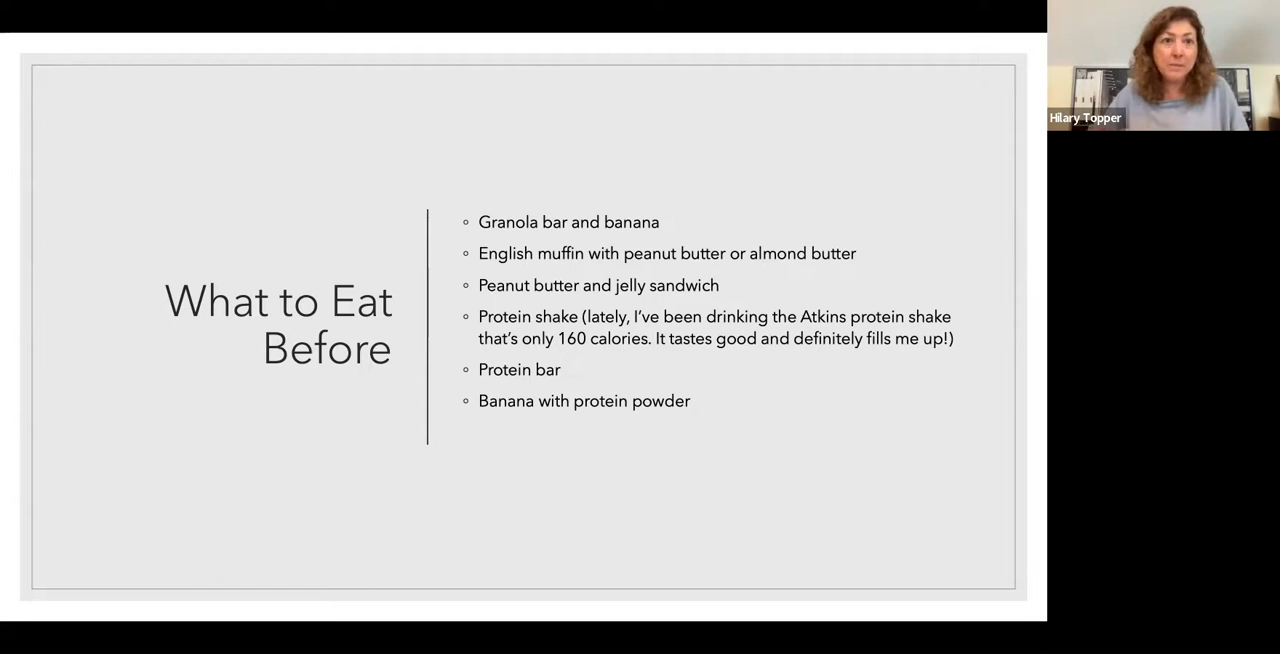 What to Eat
Before
Granola bar and banana
English muffin with peanut butter or almond butter
Peanut butter and jelly sandwich
Protein shake (lately, I've been drinking the Atkins protein shake
that's only 160 calories. It tastes good and definitely fills me up!)
Protein bar
Banana with protein powder
Hilary Topper